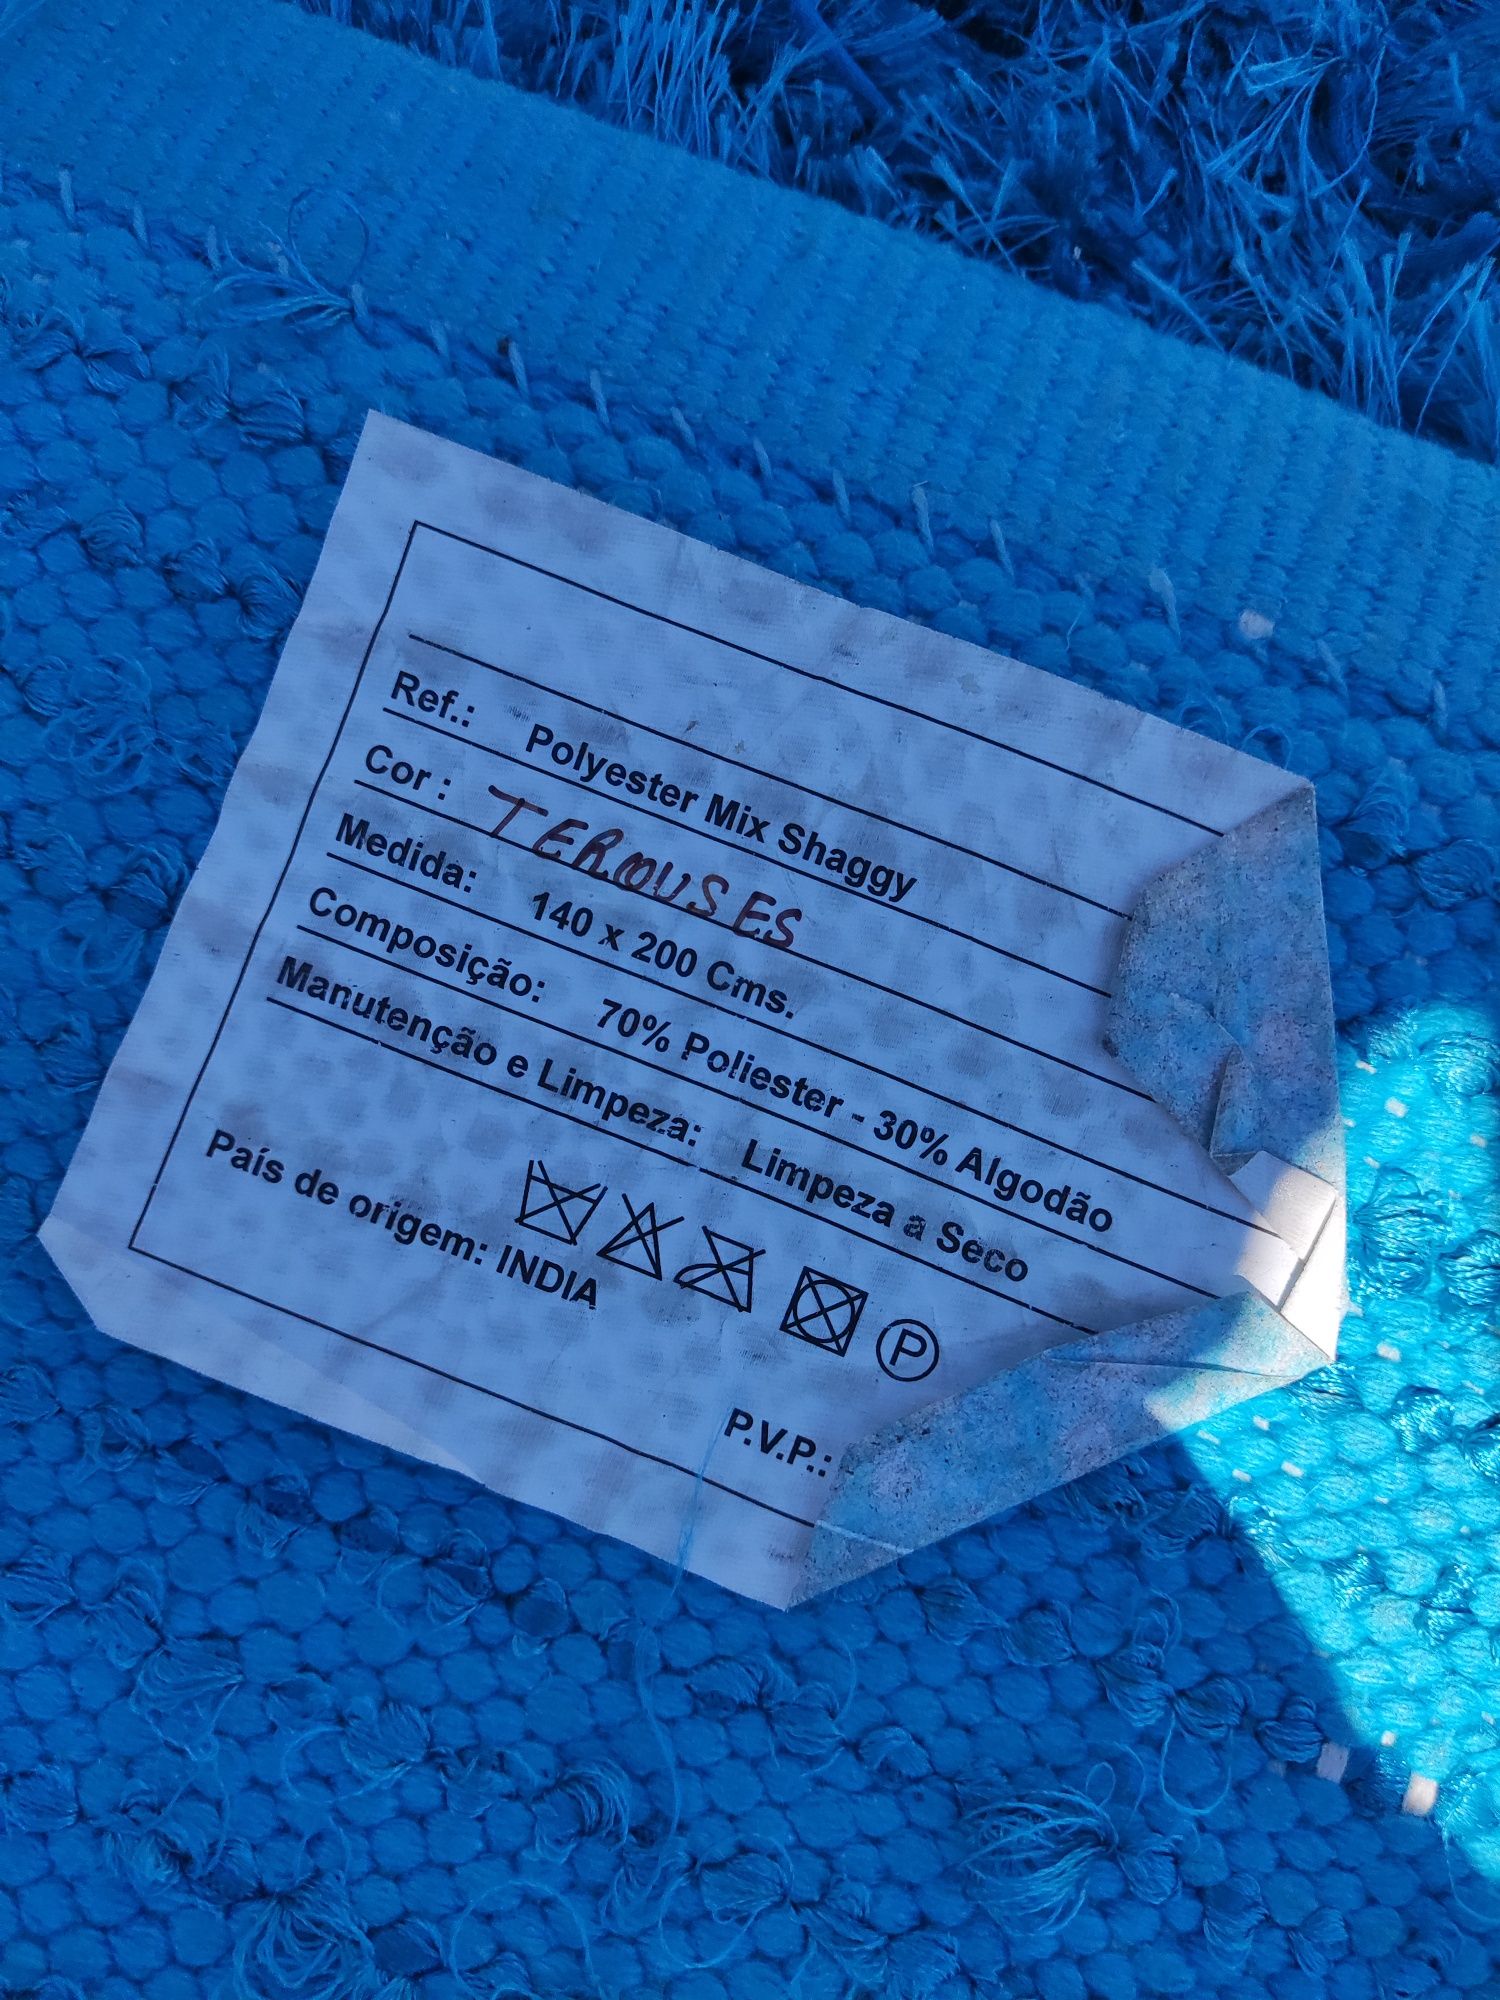 Ref.: Polyester Mix Shaggy
Cor : TERQUSES
Medida: 140 x 200 Cms.
Composição: 70% Poliester - 30% Algodão
Manutenção e Limpeza: Limpeza a Seco
País de origem: INDIA
P
P.V.P.: